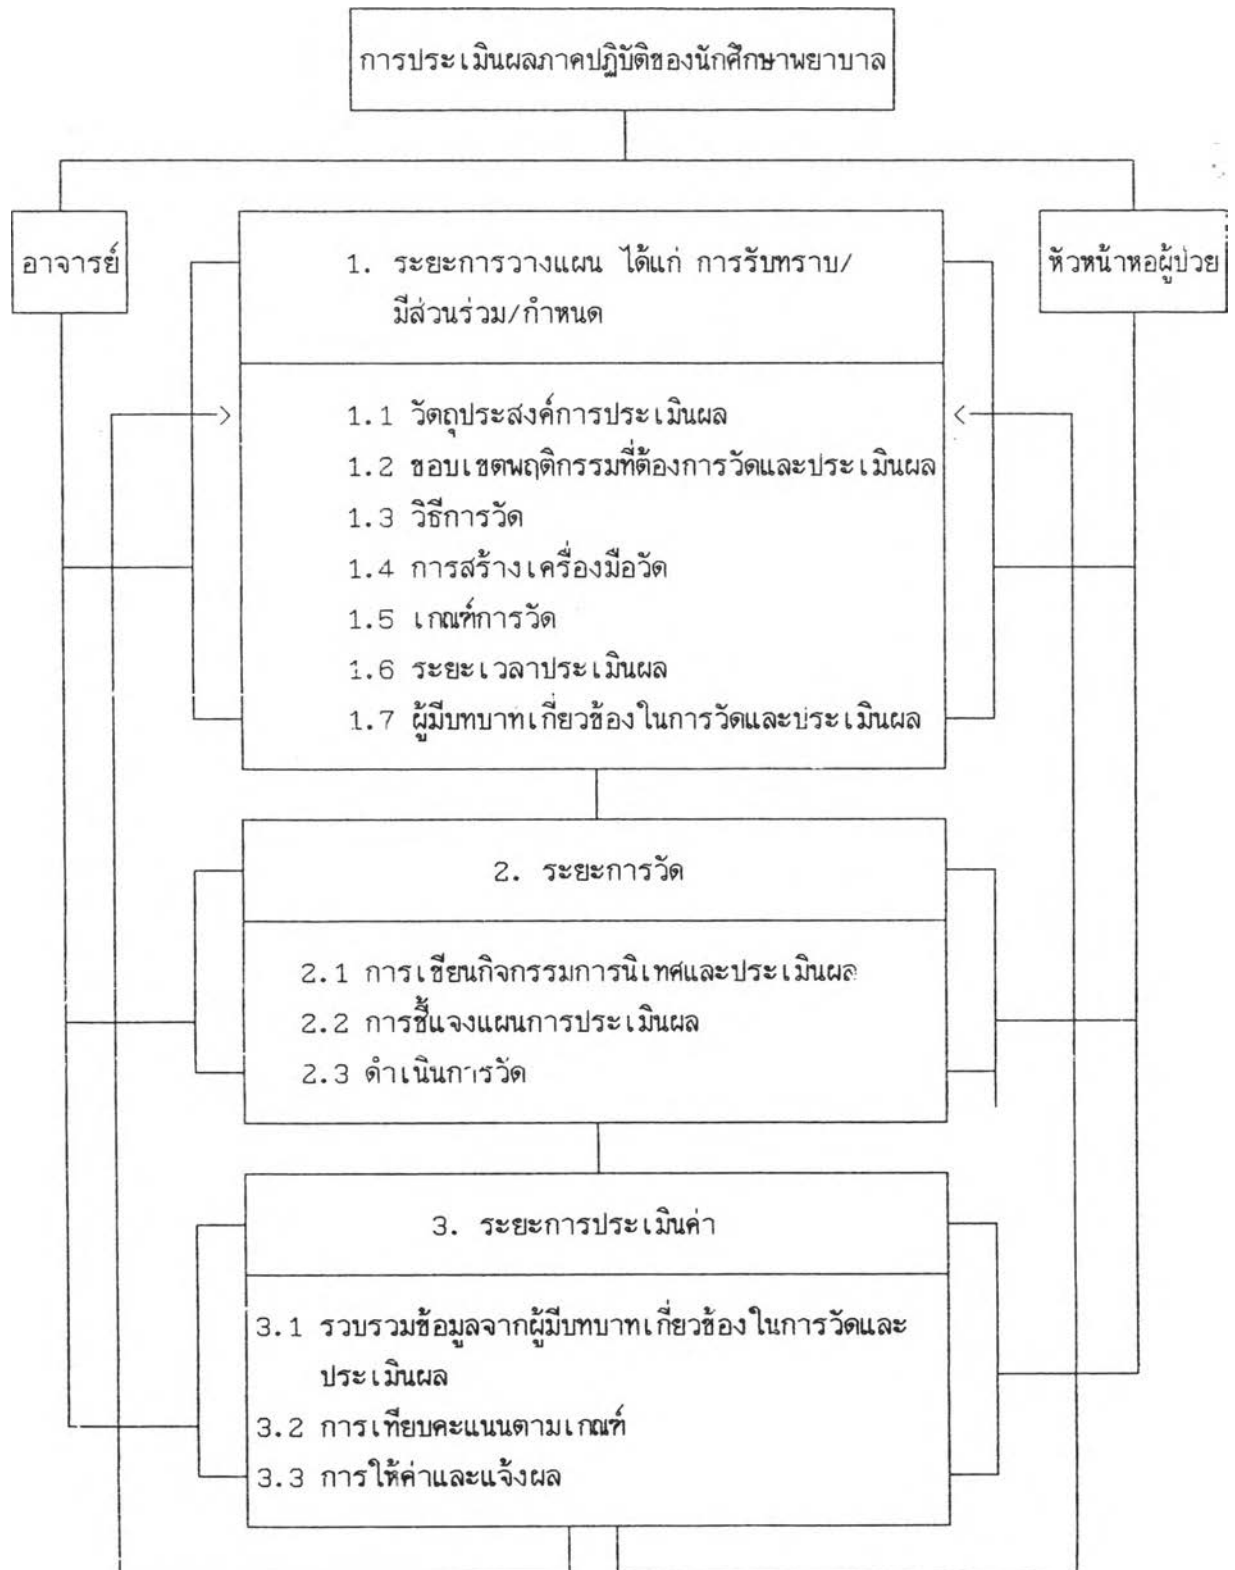 การประเมินผลภาคปฏิบัติของนักศึกษาพยาบาล
อาจารย์
หัวหน้าหอผู้ป่วย
1. ระยะการวางแผน ได้แก่ การรับทราบ/
มีส่วนร่วม/กำหนด
1.1 วัตถุประสงค์การประเมินผล
1.2 ขอบเขตพฤติกรรมที่ต้องการวัดและประเมินผล
1.3 วิธีการวัด
1.4 การสร้างเครื่องมือวัด
1.5 เกณฑ์การวัด
1.6 ระยะเวลาประเมินผล
1.7 ผู้มีบทบาทเกี่ยวข้องในการวัดและประเมินผล
2. ระยะการวัด
2.1 การเขียนกิจกรรมการนิเทศและประเมินผล
2.2 การชี้แจงแผนการประเมินผล
2.3 ดำเนินการวัด
3. ระยะการประเมินค่า
3.1 รวบรวมข้อมูลจากผู้มีบทบาทเกี่ยวข้องในการวัดและ
ประเมินผล
3.2 การเทียบคะแนนตามเกณฑ์
3.3 การให้ค่าและแจ้งผล